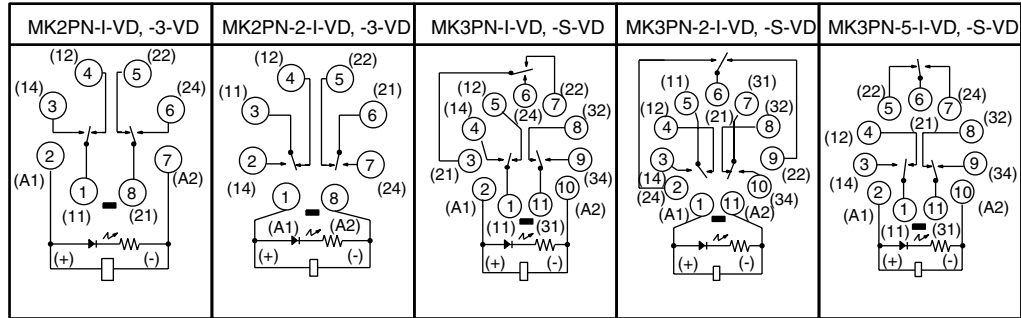 MK2PN-I-VD, -3-VD
MK2PN-2-I-VD, -3-VD
MK3PN-I-VD, -S-VD
MK3PN-2-I-VD, -S-VD
MK3PN-5-I-VD, -S-VD
(12) (22)
4 5
(14) (24)
3 6
2 7
(A1) 1 8 (A2)
(11) (21)
(+) (-)
(12) (22)
4 5
(11) (21)
3 6
2 7
(14) (24)
1 8
(A1) (A2)
(+) (-)
6
(12) 5 7 (22)
(14) (24) (32)
4 8
3 9
(21) (34)
2 10
(A1) 1 11 (A2)
(11) (31)
(+) (-)
6
(11) (31)
5 7
(12) (21) (32)
4 8
3 9
(14) (22)
(24) 2 10 (34)
1 11
(A1) (A2)
(+) (-)
6
(22) 5 7 (24)
(12) 4 (21) 8 (32)
3 9
(14) (34)
2 10
(A1) 1 11 (A2)
(11) (31)
(+) (-)